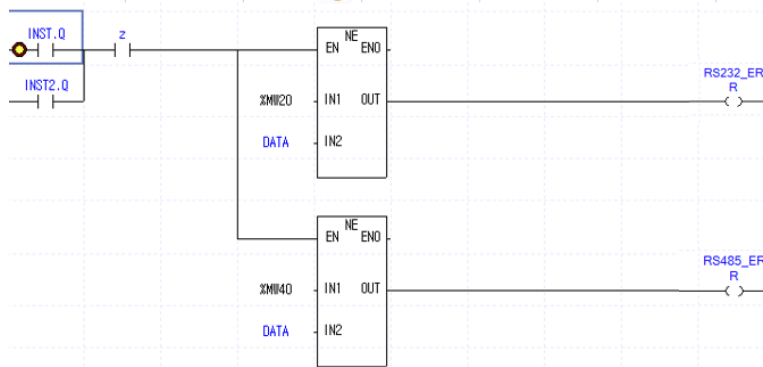 INST.Q
z
INST2.Q
NE
EN ENO
%MW20 IN1 OUT
DATA IN2
RS232_ER
R
NE
EN ENO
%MW40 IN1 OUT
DATA IN2
RS485_ER
R